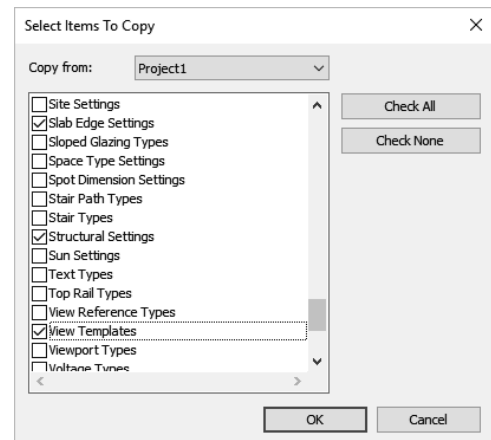 Select Items To Copy
Copy from: Project1
Site Settings
Slab Edge Settings
Sloped Glazing Types
Space Type Settings
Spot Dimension Settings
Stair Path Types
Stair Types
Structural Settings
Sun Settings
Text Types
Top Rail Types
View Reference Types
View Templates
Viewport Types
Voltage Types
Check All
Check None
OK Cancel